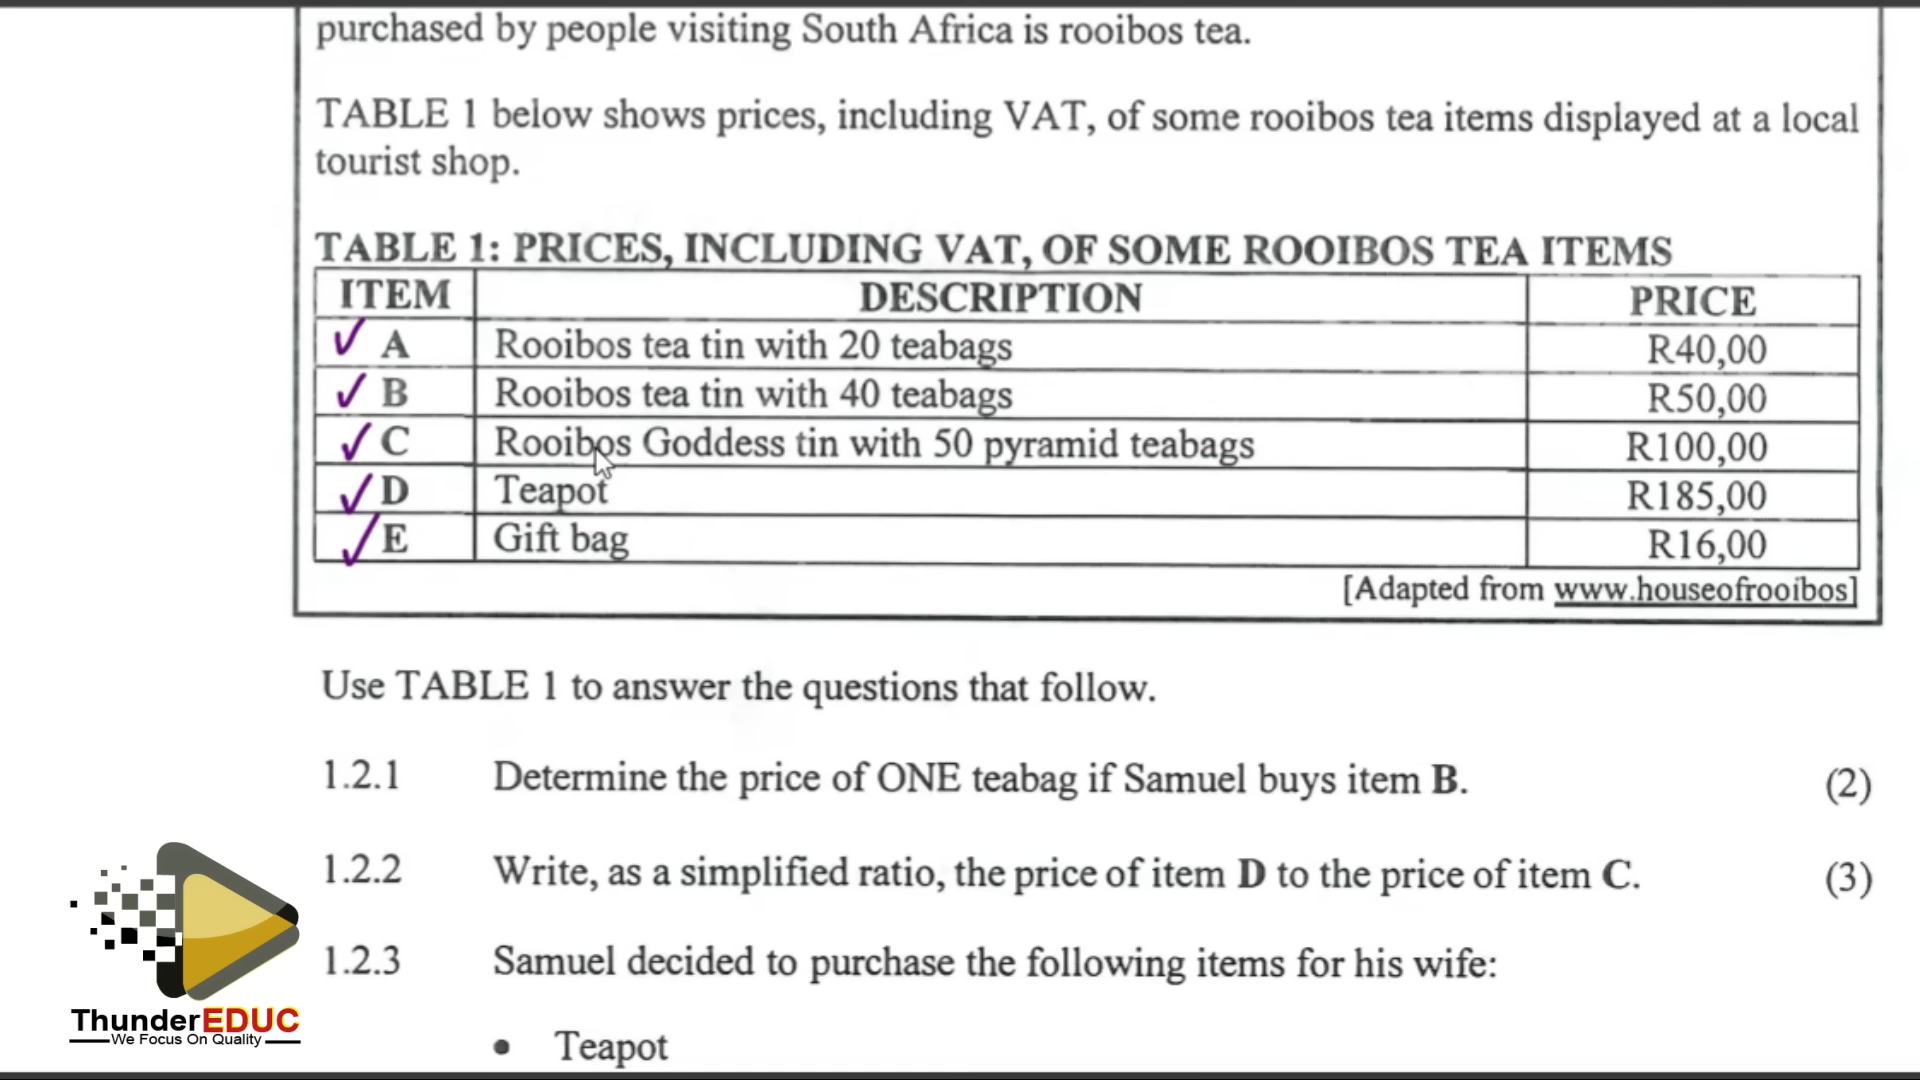 purchased by people visiting South Africa is rooibos tea.
TABLE 1 below shows prices, including VAT, of some rooibos tea items displayed at a local
tourist shop.
TABLE 1: PRICES, INCLUDING VAT, OF SOME ROOIBOS TEA ITEMS
ITEM DESCRIPTION PRICE
A Rooibos tea tin with 20 teabags R40,00
B Rooibos tea tin with 40 teabags R50,00
C Rooibos Goddess tin with 50 pyramid teabags R100,00
D Teapot R185,00
E Gift bag R16,00
[Adapted from www.houseofrooibos]
Use TABLE 1 to answer the questions that follow.
1.2.1 Determine the price of ONE teabag if Samuel buys item B. (2)
1.2.2 Write, as a simplified ratio, the price of item D to the price of item C. (3)
1.2.3 Samuel decided to purchase the following items for his wife:
• Teapot
ThunderEDUC
We Focus On Quality